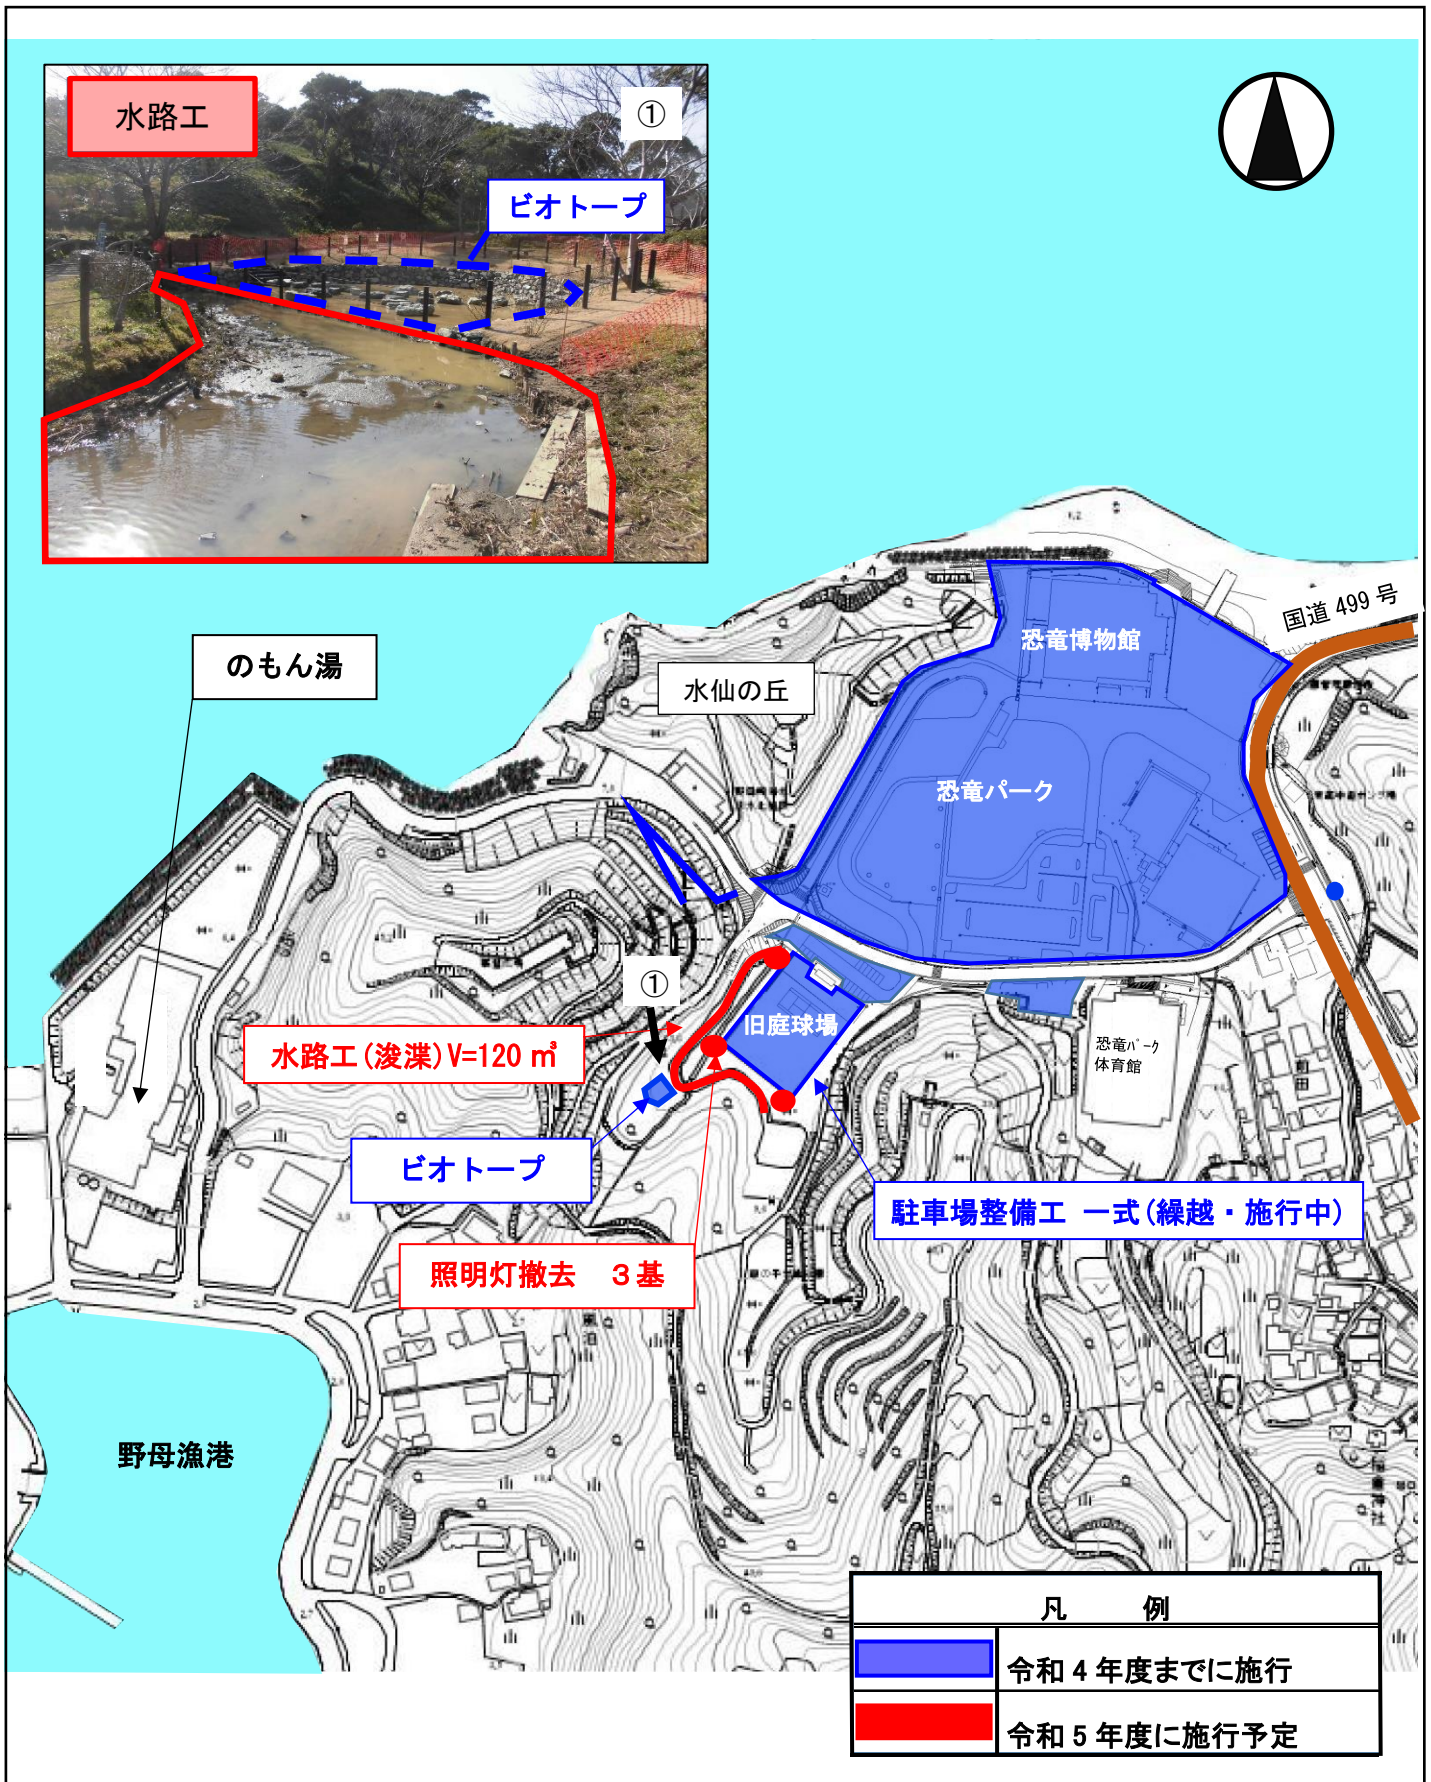 水路工
①
ビオトープ
国道 499 号
恐竜博物館
のもん湯
水仙の丘
恐竜パーク
①
旧庭球場
水路工(浚渫)V=120 ㎥
恐竜パーク
体育館
ビオトープ
駐車場整備工 一式(繰越・施行中)
照明灯撤去 3基
野母漁港
凡 例
令和 4 年度までに施行
令和 5 年度に施行予定